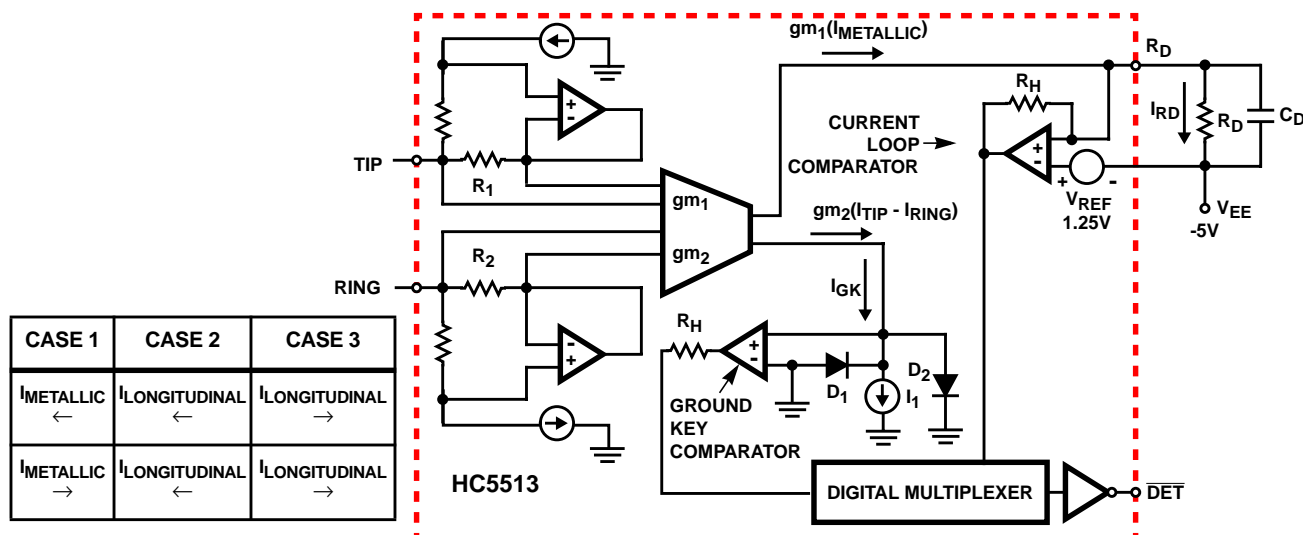 gm1(IMETALLIC)
RD
RH
+
-
CURRENT
LOOP
COMPARATOR
IRD
RD
CD
+
-
TIP
R1
+
-
VREF
1.25V
VEE
-5V
gm1
gm2(ITIP - IRING)
gm2
R2
RING
IGK
RH
+
-
-
+
D1
I1
D2
GROUND
KEY
COMPARATOR
CASE 1 CASE 2 CASE 3
IMETALLIC ILONGITUDINAL ILONGITUDINAL
← ← →
IMETALLIC ILONGITUDINAL ILONGITUDINAL
→ ← →
HC5513
DIGITAL MULTIPLEXER
DET